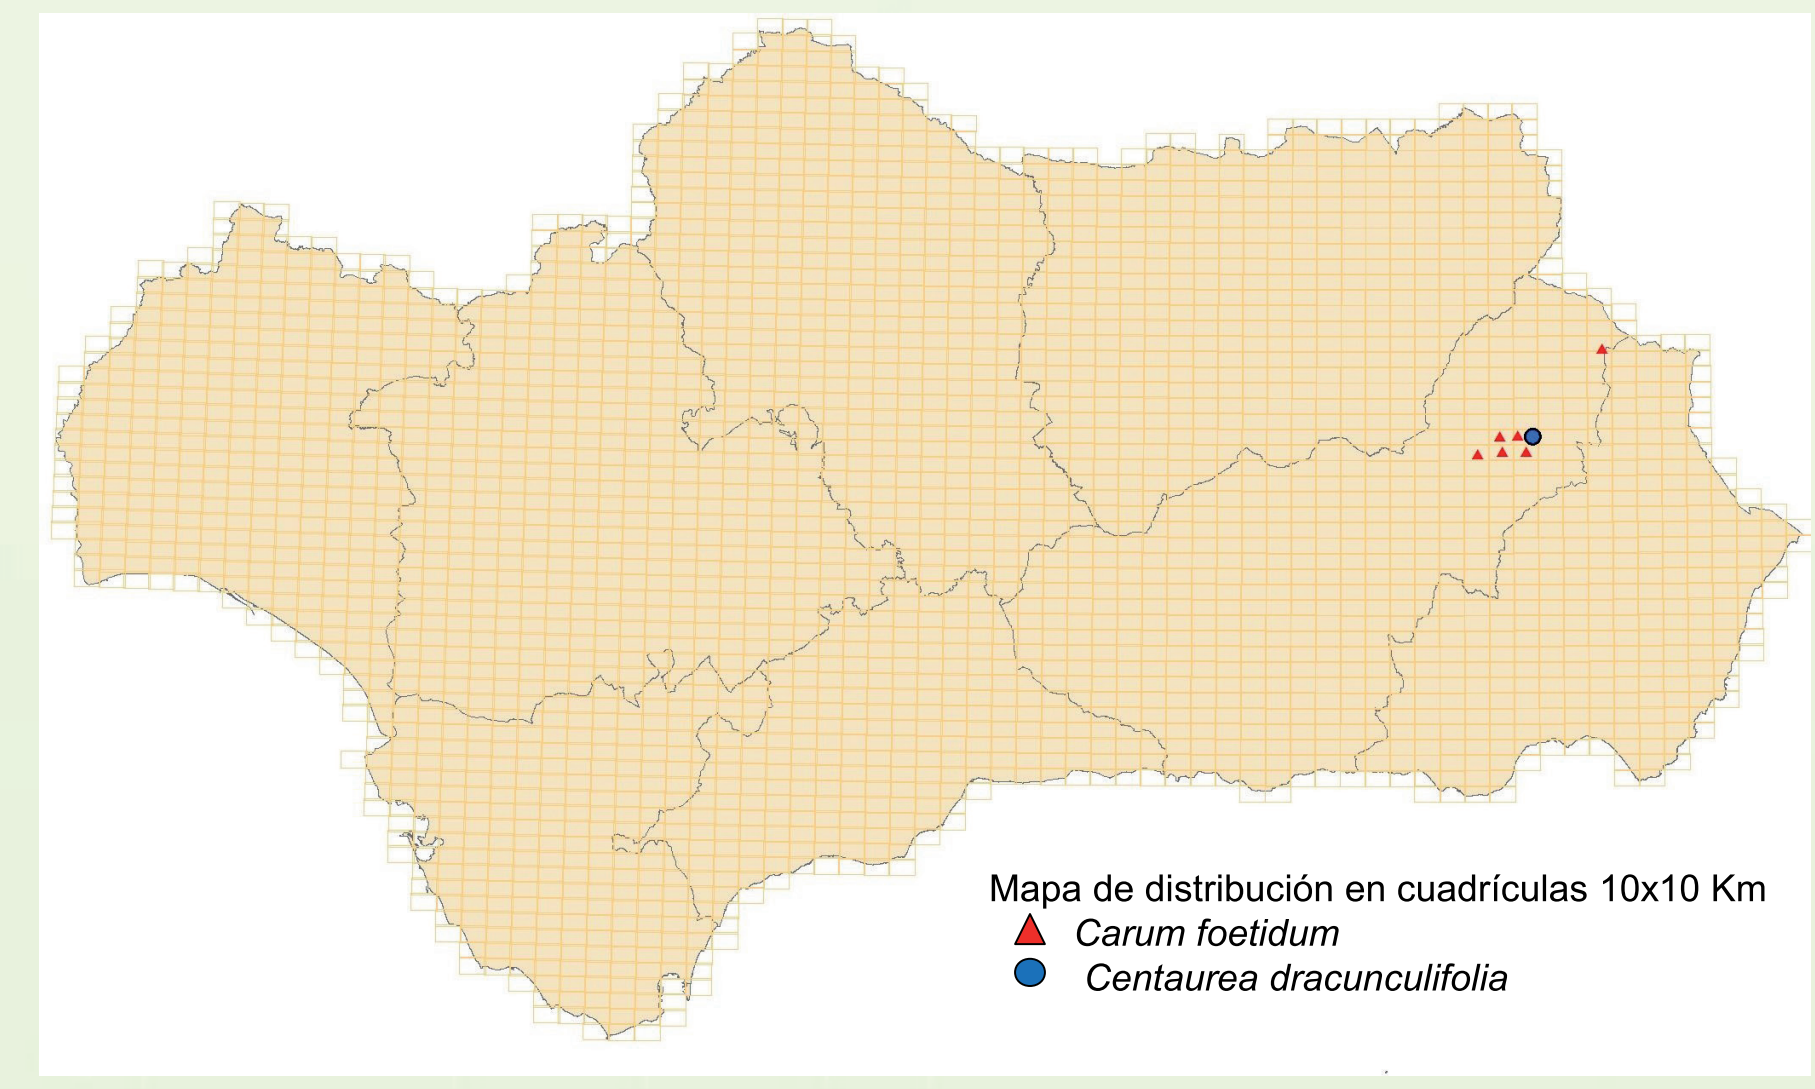 Mapa de distribución en cuadrículas 10x10 Km
Carum foetidum
Centaurea dracunculifolia